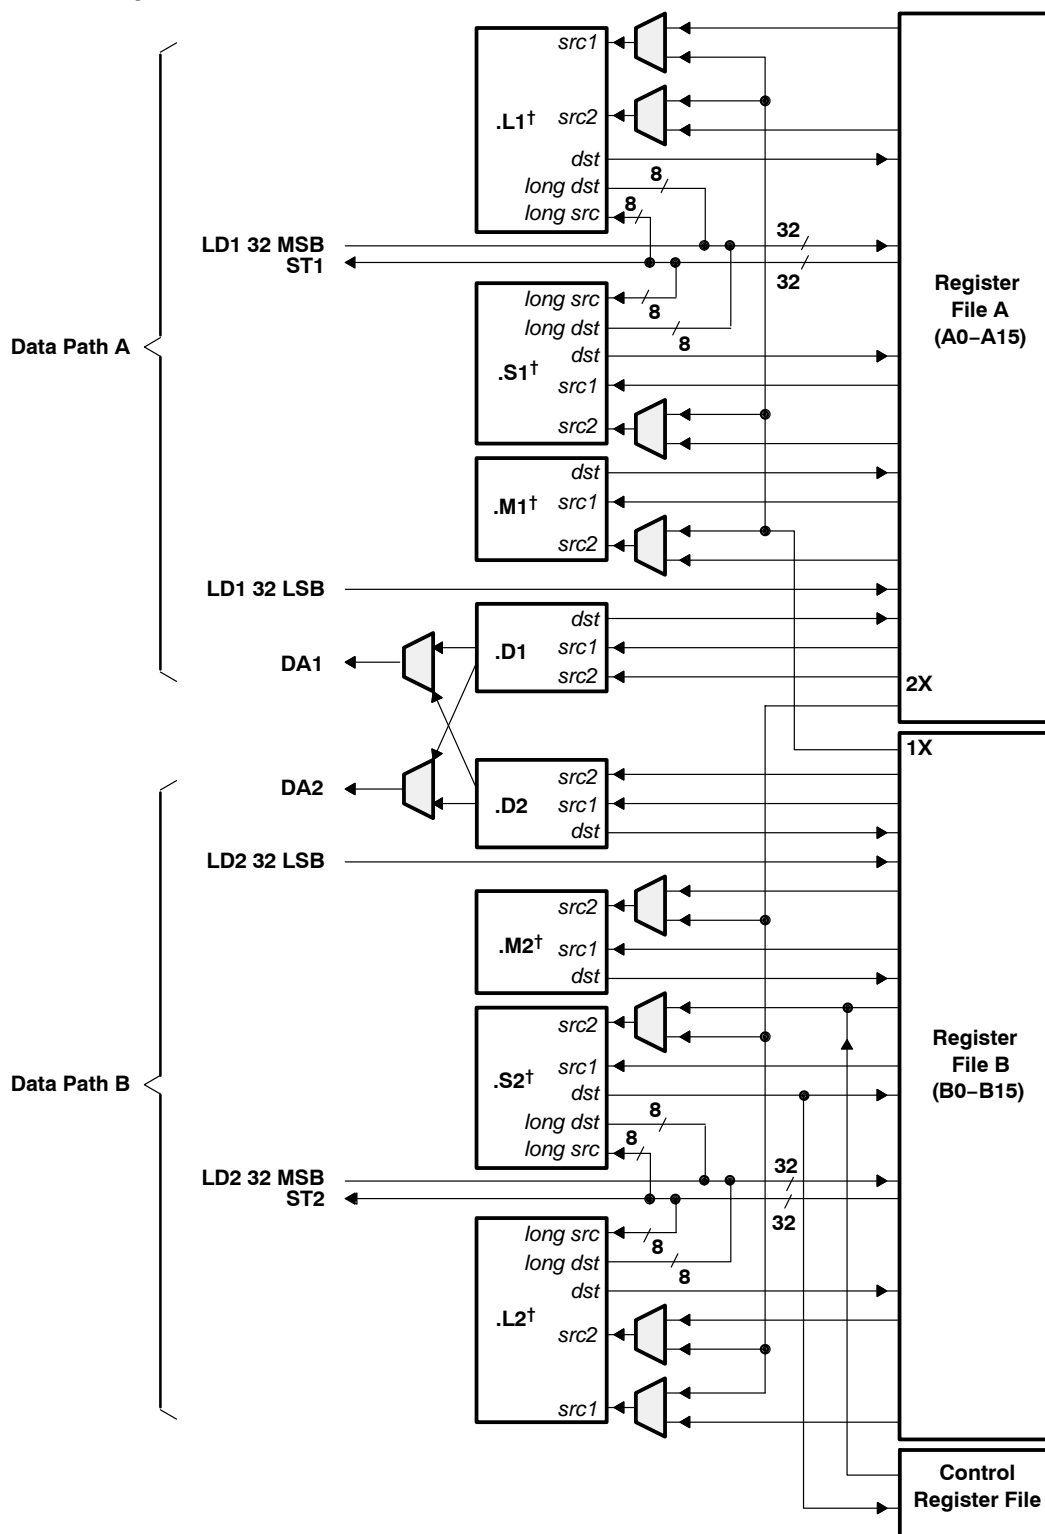 src1
.L1†
src2
dst
8
long dst
8
long src
LD1 32 MSB
32
ST1
32
Register
File A
(A0–A15)
long src
8
long dst
8
dst
Data Path A
.S1†
src1
src2
dst
.M1†
src1
src2
LD1 32 LSB
dst
.D1
src1
DA1
src2
2X
1X
src2
DA2
.D2
src1
dst
LD2 32 LSB
src2
.M2†
src1
dst
src2
Register
File B
(B0–B15)
src1
Data Path B
.S2†
dst
8
long dst
8
long src
LD2 32 MSB
32
ST2
32
long src
8
long dst
8
dst
.L2†
src2
src1
Control
Register File